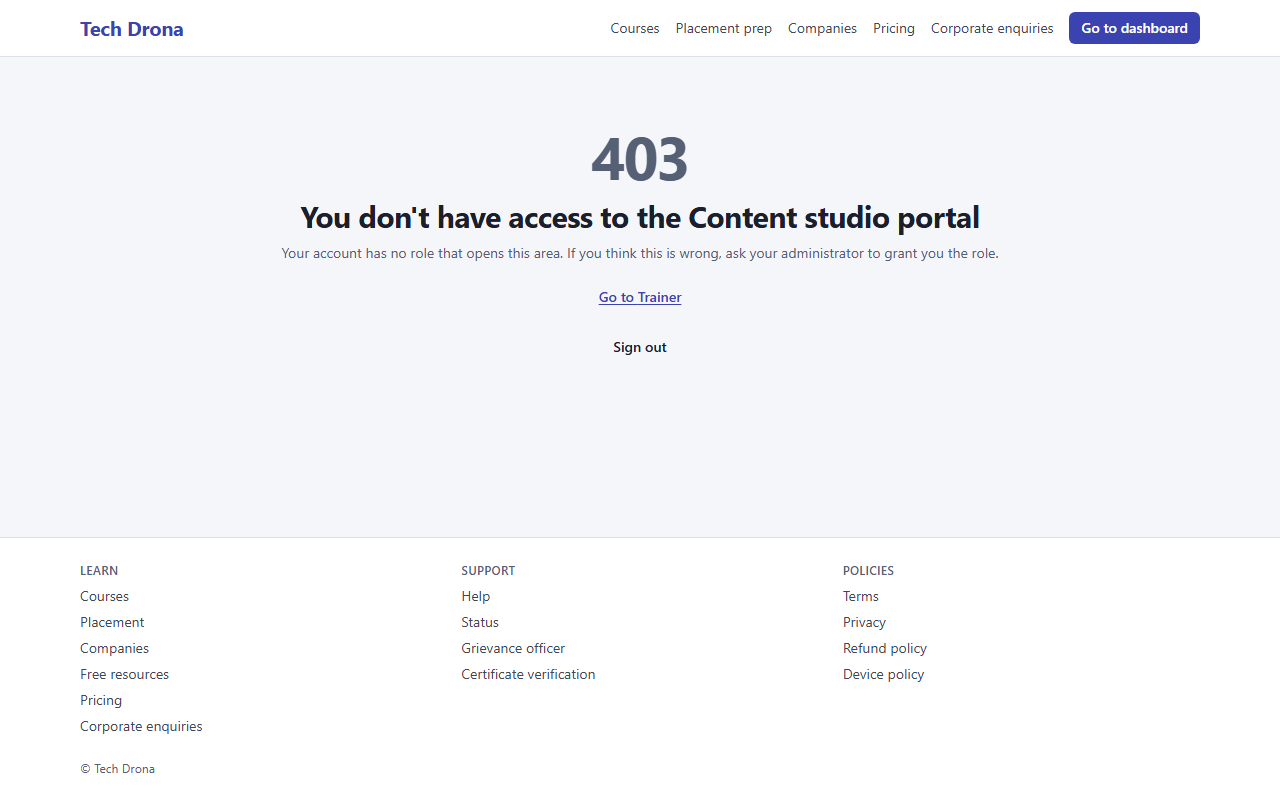 Tech Drona
Courses
Placement prep
Companies
Pricing
Corporate enquiries
Go to dashboard
403
You don't have access to the Content studio portal
Your account has no role that opens this area. If you think this is wrong, ask your administrator to grant you the role.
Go to Trainer
Sign out
LEARN
Courses
Placement
Companies
Free resources
Pricing
Corporate enquiries
SUPPORT
Help
Status
Grievance officer
Certificate verification
POLICIES
Terms
Privacy
Refund policy
Device policy
© Tech Drona